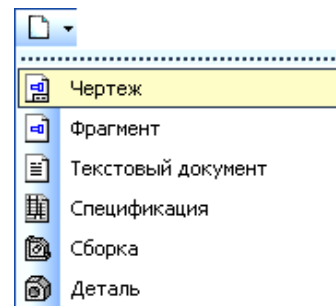 Чертеж
Фрагмент
Текстовый документ
Спецификация
Сборка
Деталь